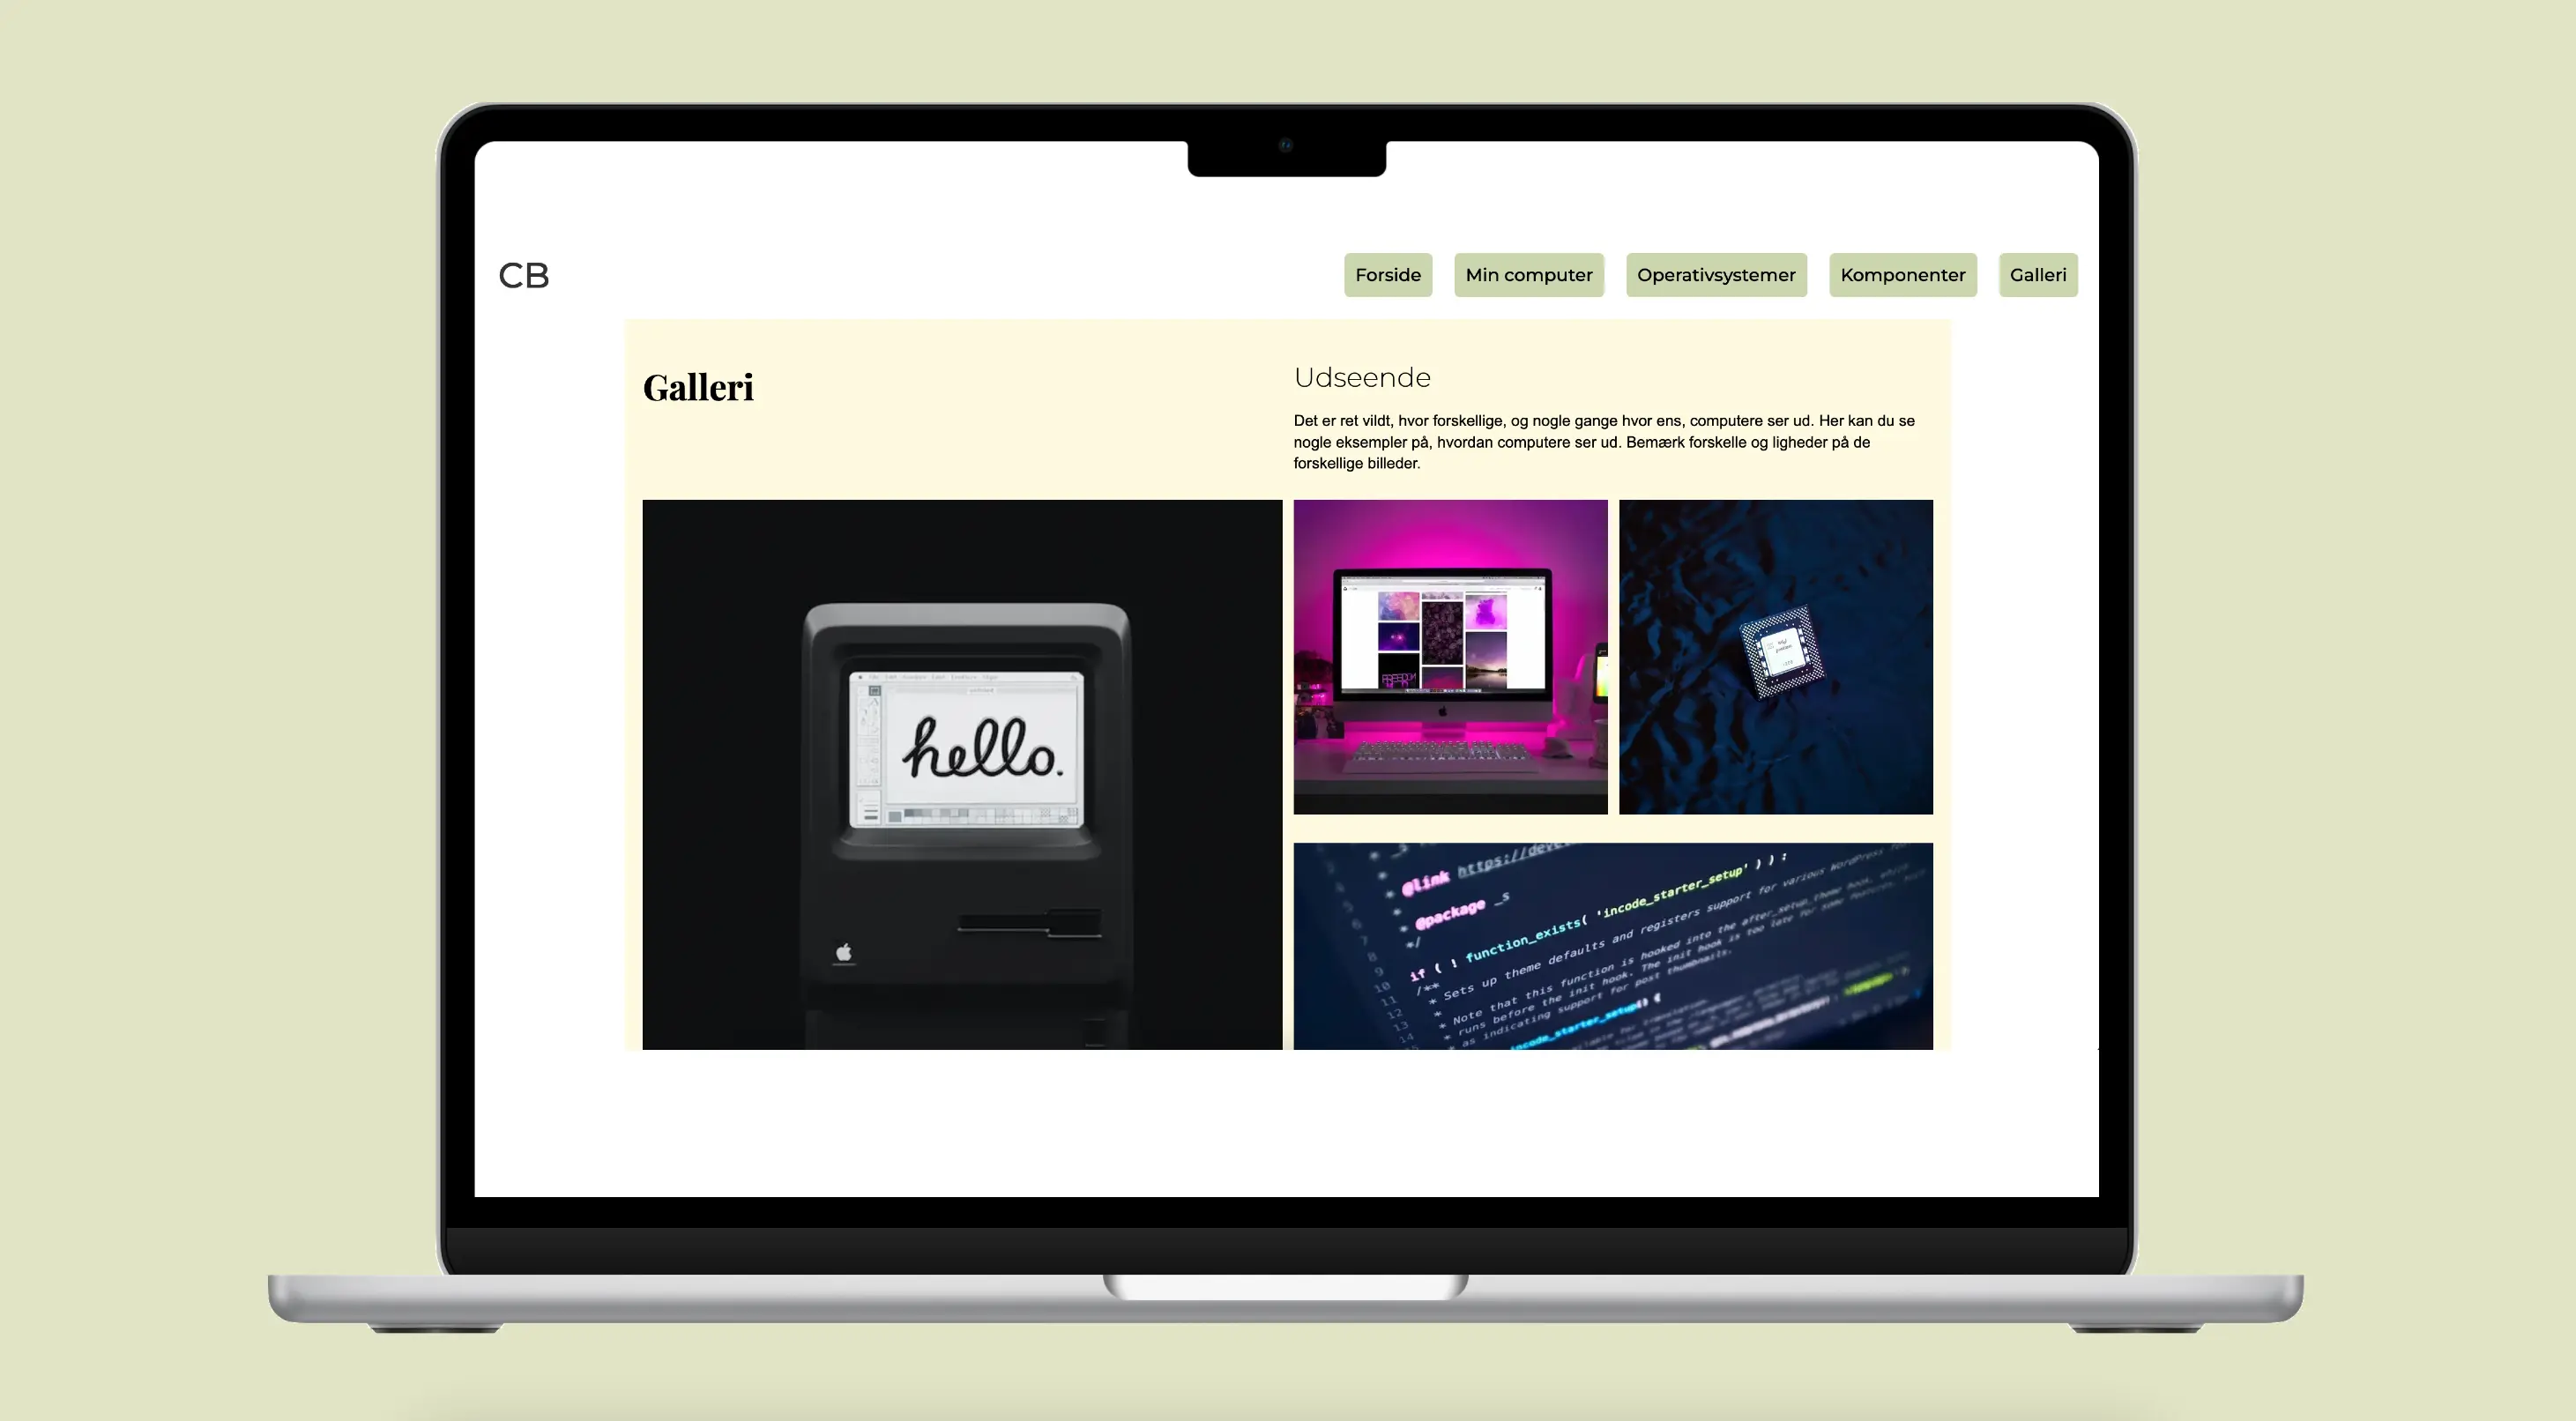 CB
Forside
Min computer
Operativsystemer
Komponenter
Galleri
Galleri
Udseende
Det er ret vildt, hvor forskellige, og nogle gange hvor ens, computere ser ud. Her kan du se
nogle eksempler på, hvordan computere ser ud. Bemærk forskelle og ligheder på de
forskellige billeder.
hello.
* @link https://deve
* @package _s
*/
if ( ! function_exists( 'incode_starter_setup' ) ) :
/**
* Sets up theme defaults and registers support for various WordPress
* Note that this function is hooked into the after_setup_theme hook, which
* runs before the init hook. The init hook is too late for some features,
* as indicating support for post thumbnails.
incode_starter_setup() {